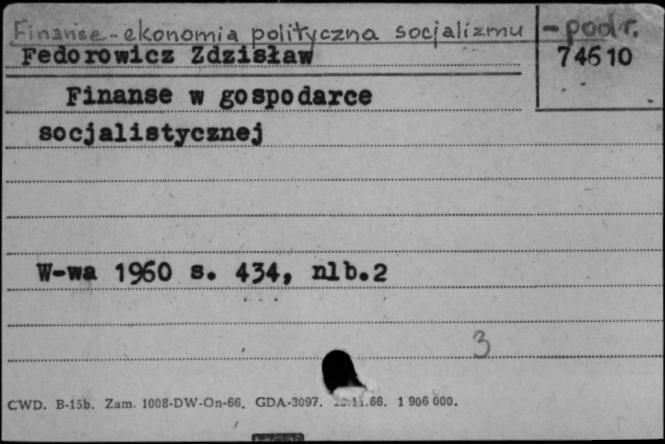 Finanse - ekonomia polityczna socjalizmu - podr.
Fedorowicz Zdzisław
74610
Finanse w gospodarce
socjalistycznej
W-wa 1960 s. 434, nlb.2
3
CWD. B-15b. Zam. 1008-DW-On-66. GDA-3097. .66. 1 906 000.